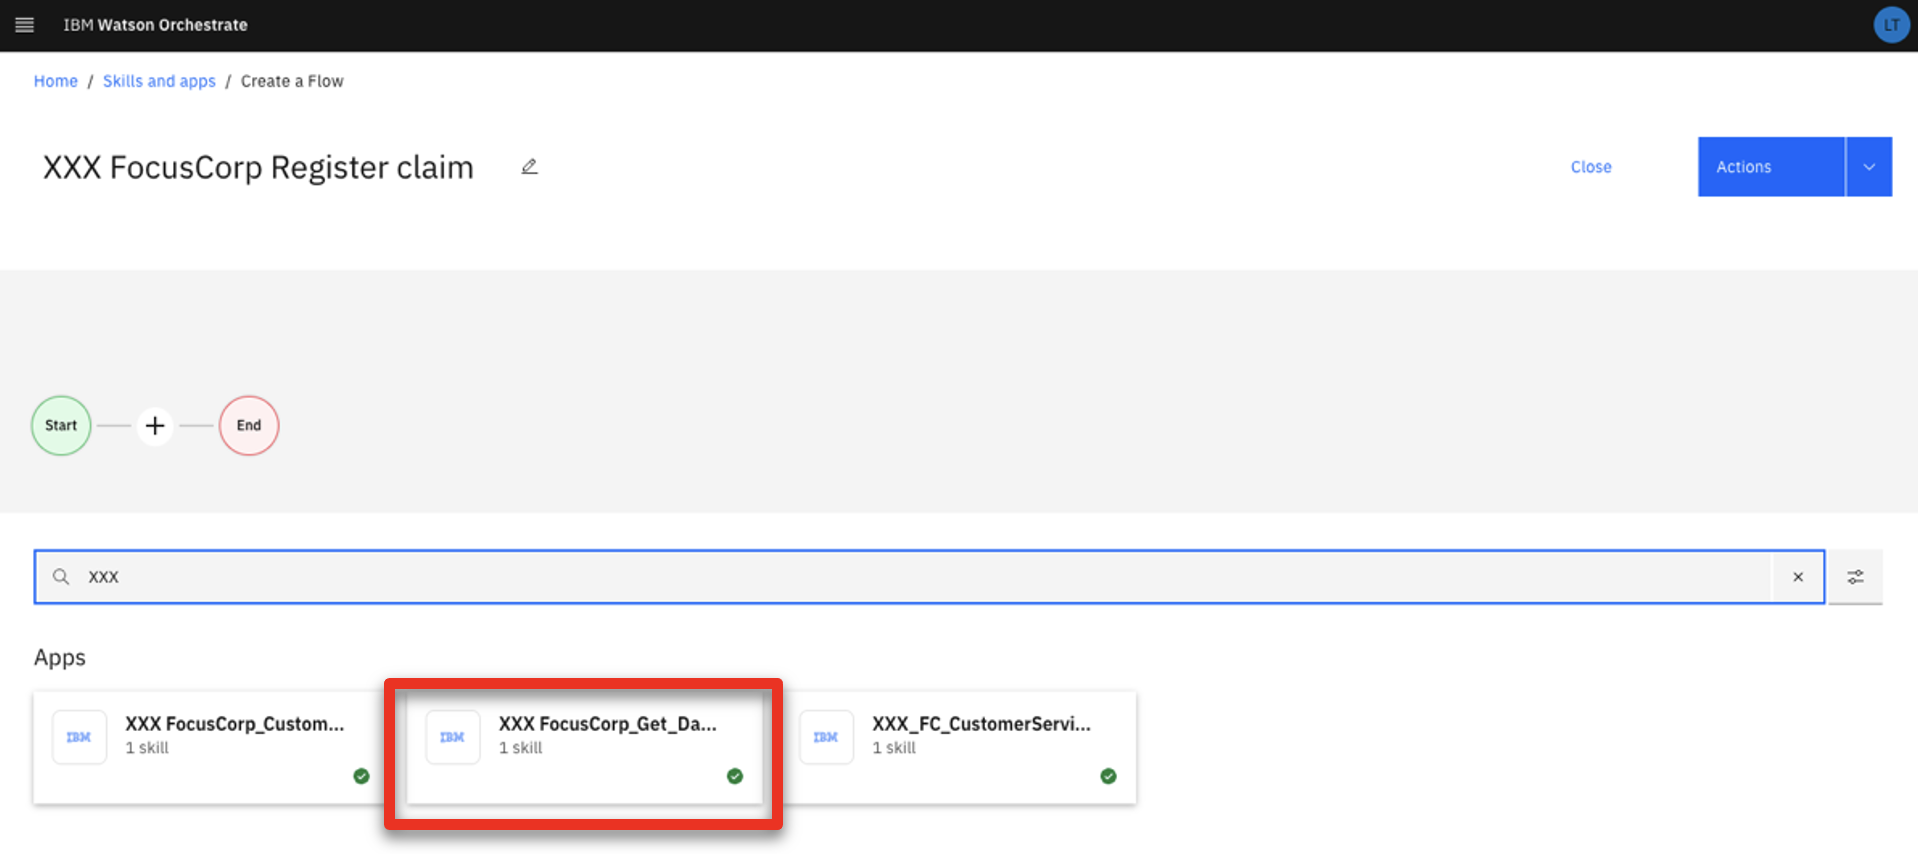 IBM Watson Orchestrate
LT
Home / Skills and apps / Create a Flow
XXX FocusCorp Register claim
Close
Actions
Start
End
XXX
Apps
IBM
XXX FocusCorp_Custom...
1 skill
IBM
XXX FocusCorp_Get_Da...
1 skill
IBM
XXX_FC_CustomerServi...
1 skill